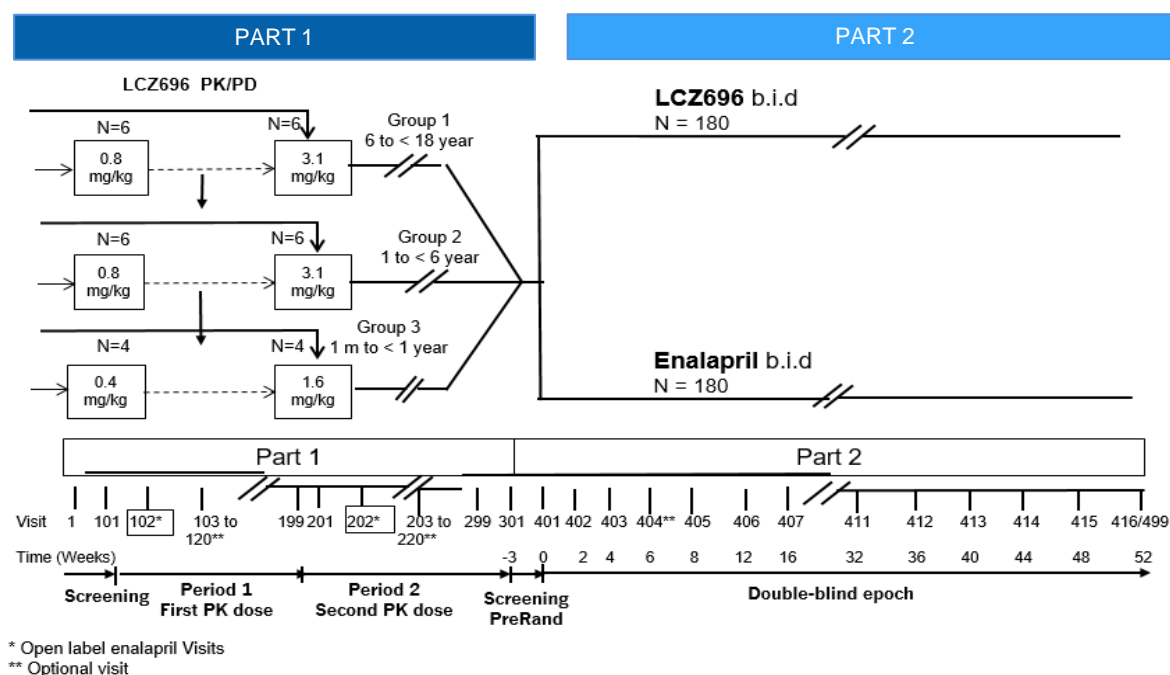 PART 1
PART 2
LCZ696 PK/PD
LCZ696 b.i.d
N = 180
N=6
N=6
Group 1
6 to < 18 year
0.8
mg/kg
3.1
mg/kg
N=6
N=6
Group 2
1 to < 6 year
0.8
mg/kg
3.1
mg/kg
N=4
N=4
Group 3
1 m to < 1 year
0.4
mg/kg
1.6
mg/kg
Enalapril b.i.d
N = 180
Part 1
Part 2
Visit 1 101 102* 103 to 120** 199 201 202* 203 to 220** 299 301 401 402 403 404** 405 406 407 411 412 413 414 415 416/499
Time (Weeks) -3 0 2 4 6 8 12 16 32 36 40 44 48 52
Screening
Period 1
First PK dose
Period 2
Second PK dose
Screening
PreRand
Double-blind epoch
* Open label enalapril Visits
** Optional visit